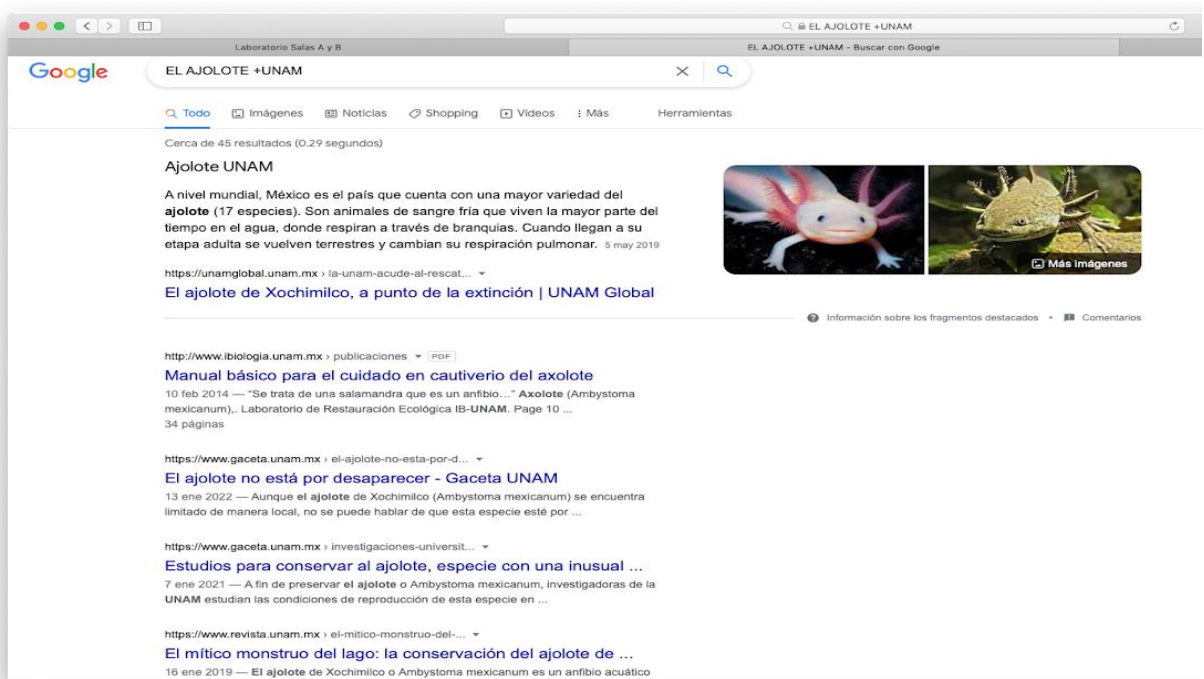 EL AJOLOTE +UNAM
Laboratorio Salas A y B
EL AJOLOTE +UNAM - Buscar con Google
Google
EL AJOLOTE +UNAM
Todo Imágenes Noticias Shopping Vídeos Más Herramientas
Cerca de 45 resultados (0.29 segundos)
Ajolote UNAM
A nivel mundial, México es el país que cuenta con una mayor variedad del
ajolote (17 especies). Son animales de sangre fría que viven la mayor parte del
tiempo en el agua, donde respiran a través de branquias. Cuando llegan a su
etapa adulta se vuelven terrestres y cambian su respiración pulmonar. 5 may 2019
Más imágenes
https://unamglobal.unam.mx › la-unam-acude-al-rescat...
El ajolote de Xochimilco, a punto de la extinción | UNAM Global
Información sobre los fragmentos destacados • Comentarios
http://www.ibiologia.unam.mx › publicaciones PDF
Manual básico para el cuidado en cautiverio del axolote
10 feb 2014 — "Se trata de una salamandra que es un anfibio..." Axolote (Ambystoma
mexicanum),. Laboratorio de Restauración Ecológica IB-UNAM. Page 10 ...
34 páginas
https://www.gaceta.unam.mx › el-ajolote-no-esta-por-d...
El ajolote no está por desaparecer - Gaceta UNAM
13 ene 2022 — Aunque el ajolote de Xochimilco (Ambystoma mexicanum) se encuentra
limitado de manera local, no se puede hablar de que esta especie esté por ...
https://www.gaceta.unam.mx › investigaciones-universit...
Estudios para conservar al ajolote, especie con una inusual ...
7 ene 2021 — A fin de preservar el ajolote o Ambystoma mexicanum, investigadoras de la
UNAM estudian las condiciones de reproducción de esta especie en ...
https://www.revista.unam.mx › el-mitico-monstruo-del-...
El mítico monstruo del lago: la conservación del ajolote de ...
16 ene 2019 — El ajolote de Xochimilco o Ambystoma mexicanum es un anfibio acuático